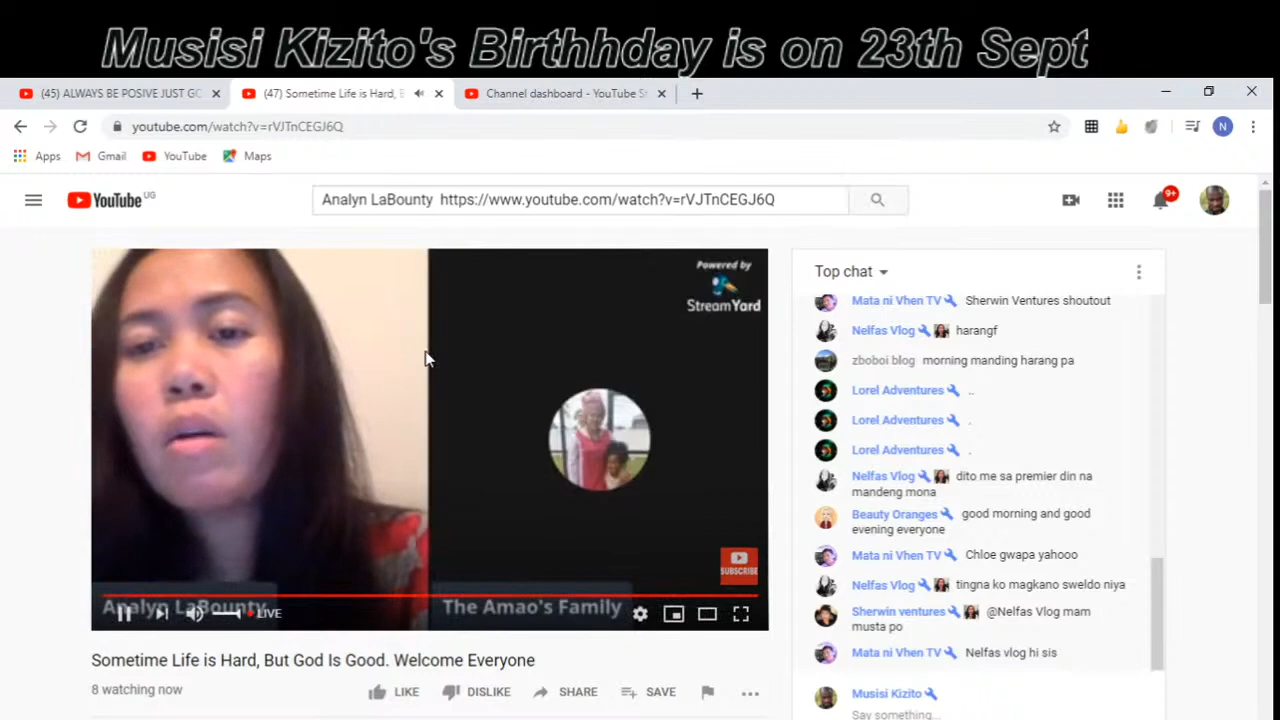 Musisi Kizito's Birthhday is on 23th Sept
(45) ALWAYS BE POSIVE JUST GO
(47) Sometime Life is Hard, B
Channel dashboard - YouTube S
youtube.com/watch?v=rVJTnCEGJ6Q
N
Apps Gmail YouTube Maps
YouTube UG
Analyn LaBounty https://www.youtube.com/watch?v=rVJTnCEGJ6Q
9+
Powered by
StreamYard
SUBSCRIBE
Analyn LaBounty
The Amao's Family
LIVE
Sometime Life is Hard, But God Is Good. Welcome Everyone
8 watching now
LIKE DISLIKE SHARE SAVE
Top chat
Mata ni Vhen TV Sherwin Ventures shoutout
Nelfas Vlog harangf
zboboi blog morning manding harang pa
Lorel Adventures ..
Lorel Adventures .
Lorel Adventures .
Nelfas Vlog dito me sa premier din na
mandeng mona
Beauty Oranges good morning and good
evening everyone
Mata ni Vhen TV Chloe gwapa yahooo
Nelfas Vlog tingna ko magkano sweldo niya
Sherwin ventures @Nelfas Vlog mam
musta po
Mata ni Vhen TV Nelfas vlog hi sis
Musisi Kizito
Say something...